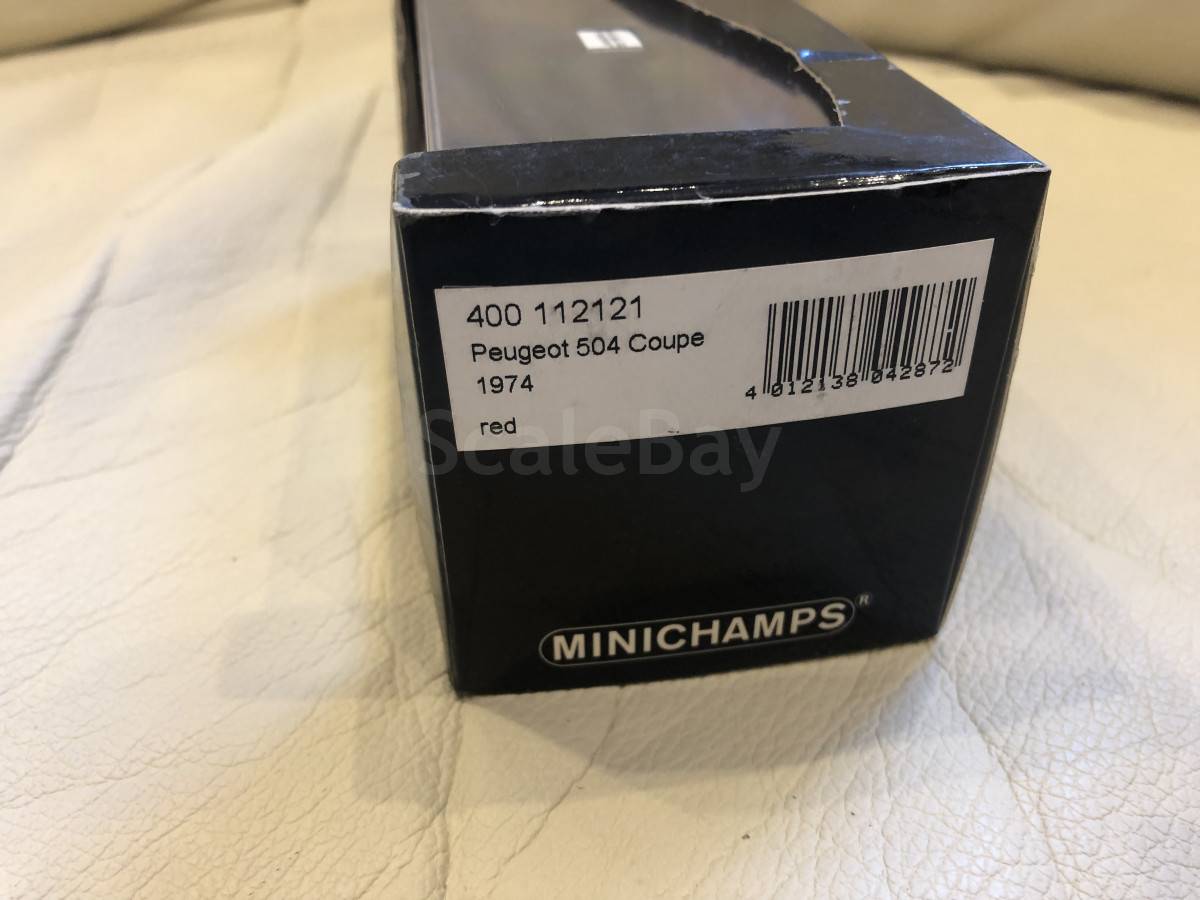 400 112121
Peugeot 504 Coupe
1974
red
4 012138 042872
ScaleBay
MINICHAMPS®